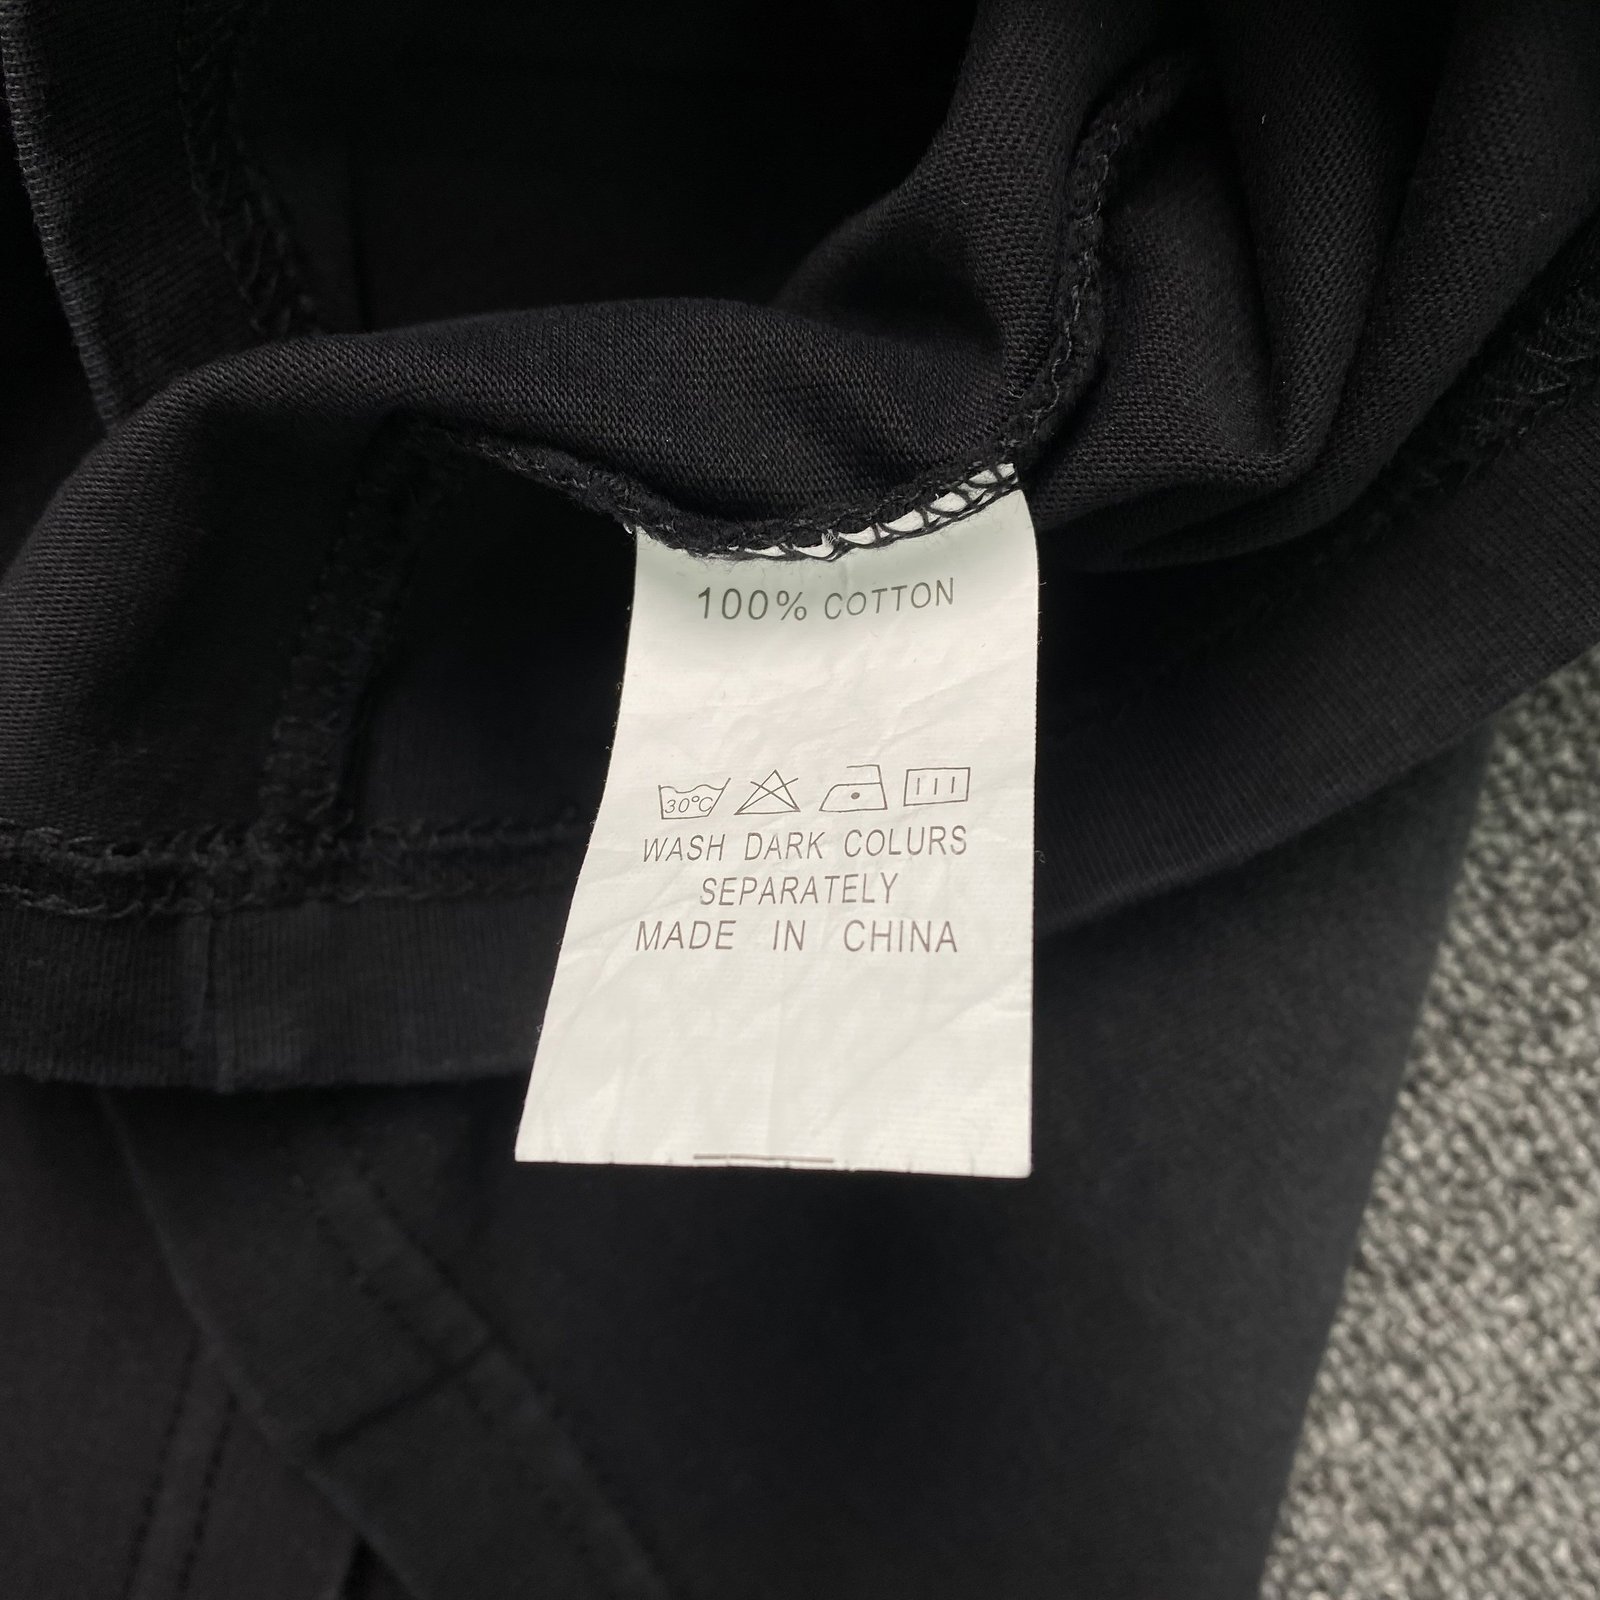 100% COTTON
30°C
WASH DARK COLURS
SEPARATELY
MADE IN CHINA